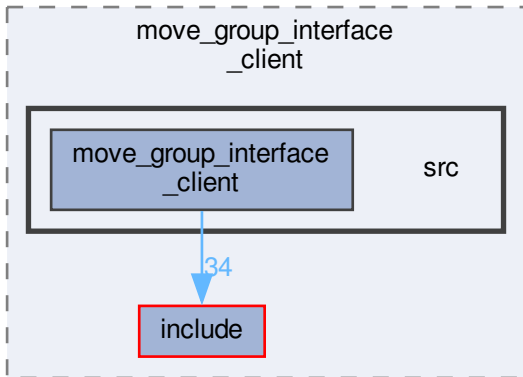 move_group_interface
_client
move_group_interface
_client
src
34
include